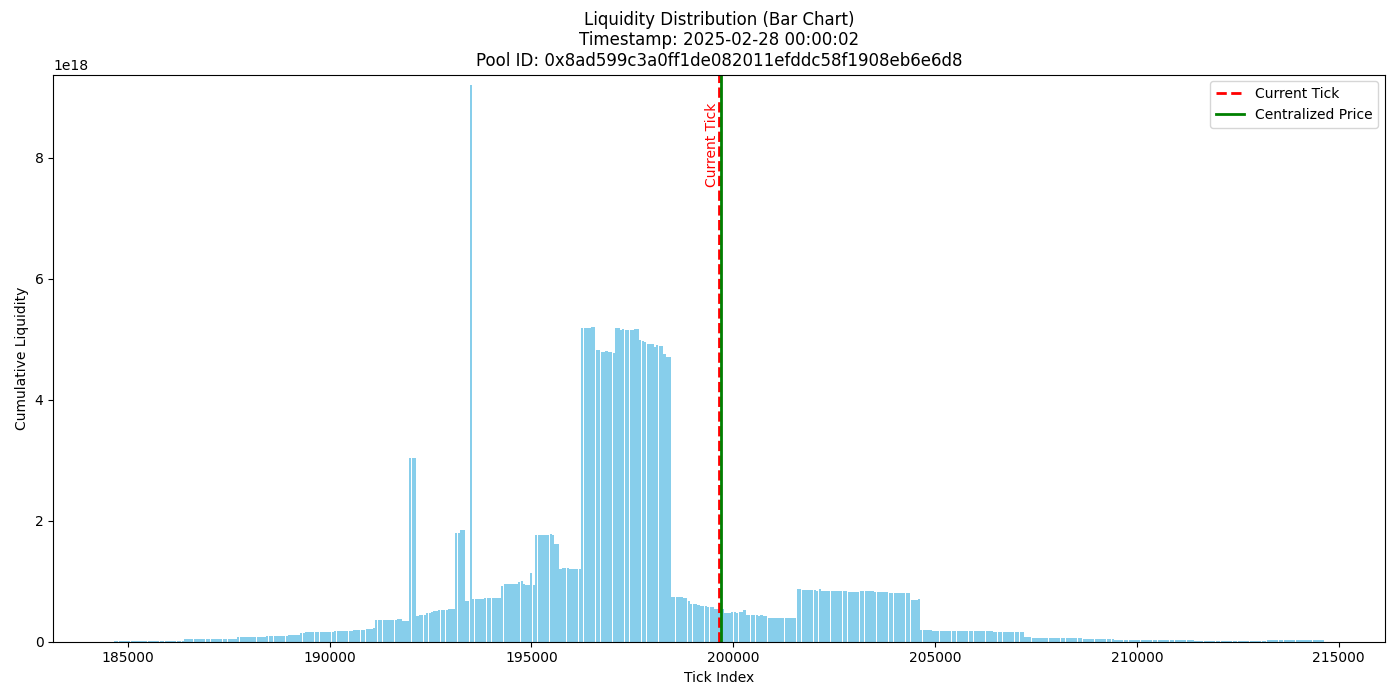 Liquidity Distribution (Bar Chart)
Timestamp: 2025-02-28 00:00:02
Pool ID: 0x8ad599c3a0ff1de082011efddc58f1908eb6e6d8
1e18
Current Tick
Centralized Price
Current Tick
8
6
4
2
0
Cumulative Liquidity
185000 190000 195000 200000 205000 210000 215000
Tick Index